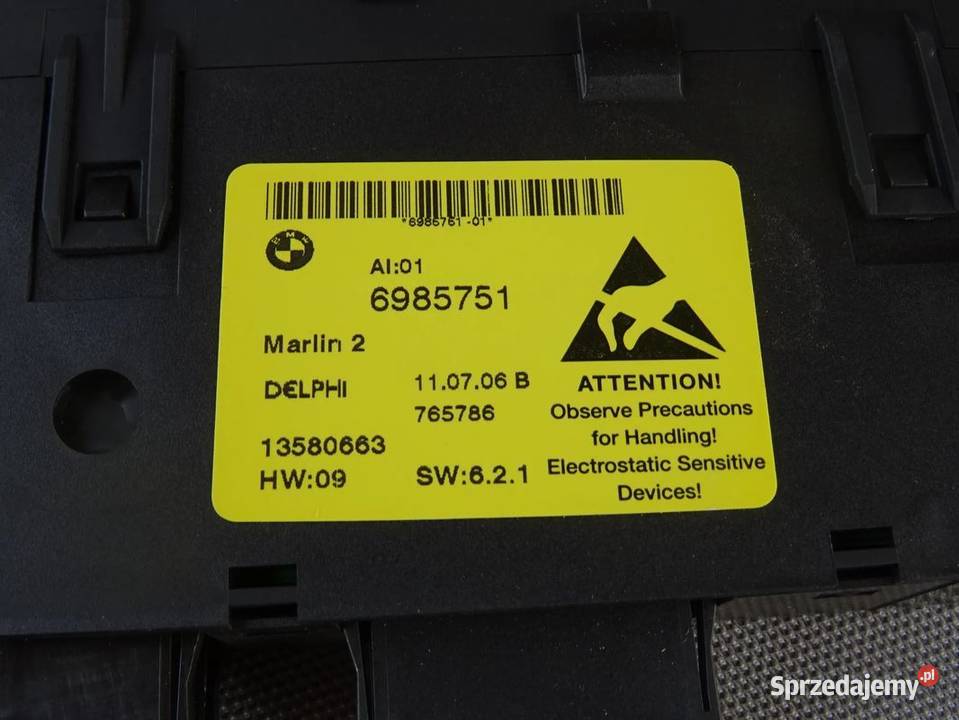 *6985751-01*
BMW
AI:01
6985751
Marlin 2
DELPHI
11.07.06 B
765786
13580663
HW:09
SW:6.2.1
ATTENTION!
Observe Precautions
for Handling!
Electrostatic Sensitive
Devices!
Sprzedajemy.pl